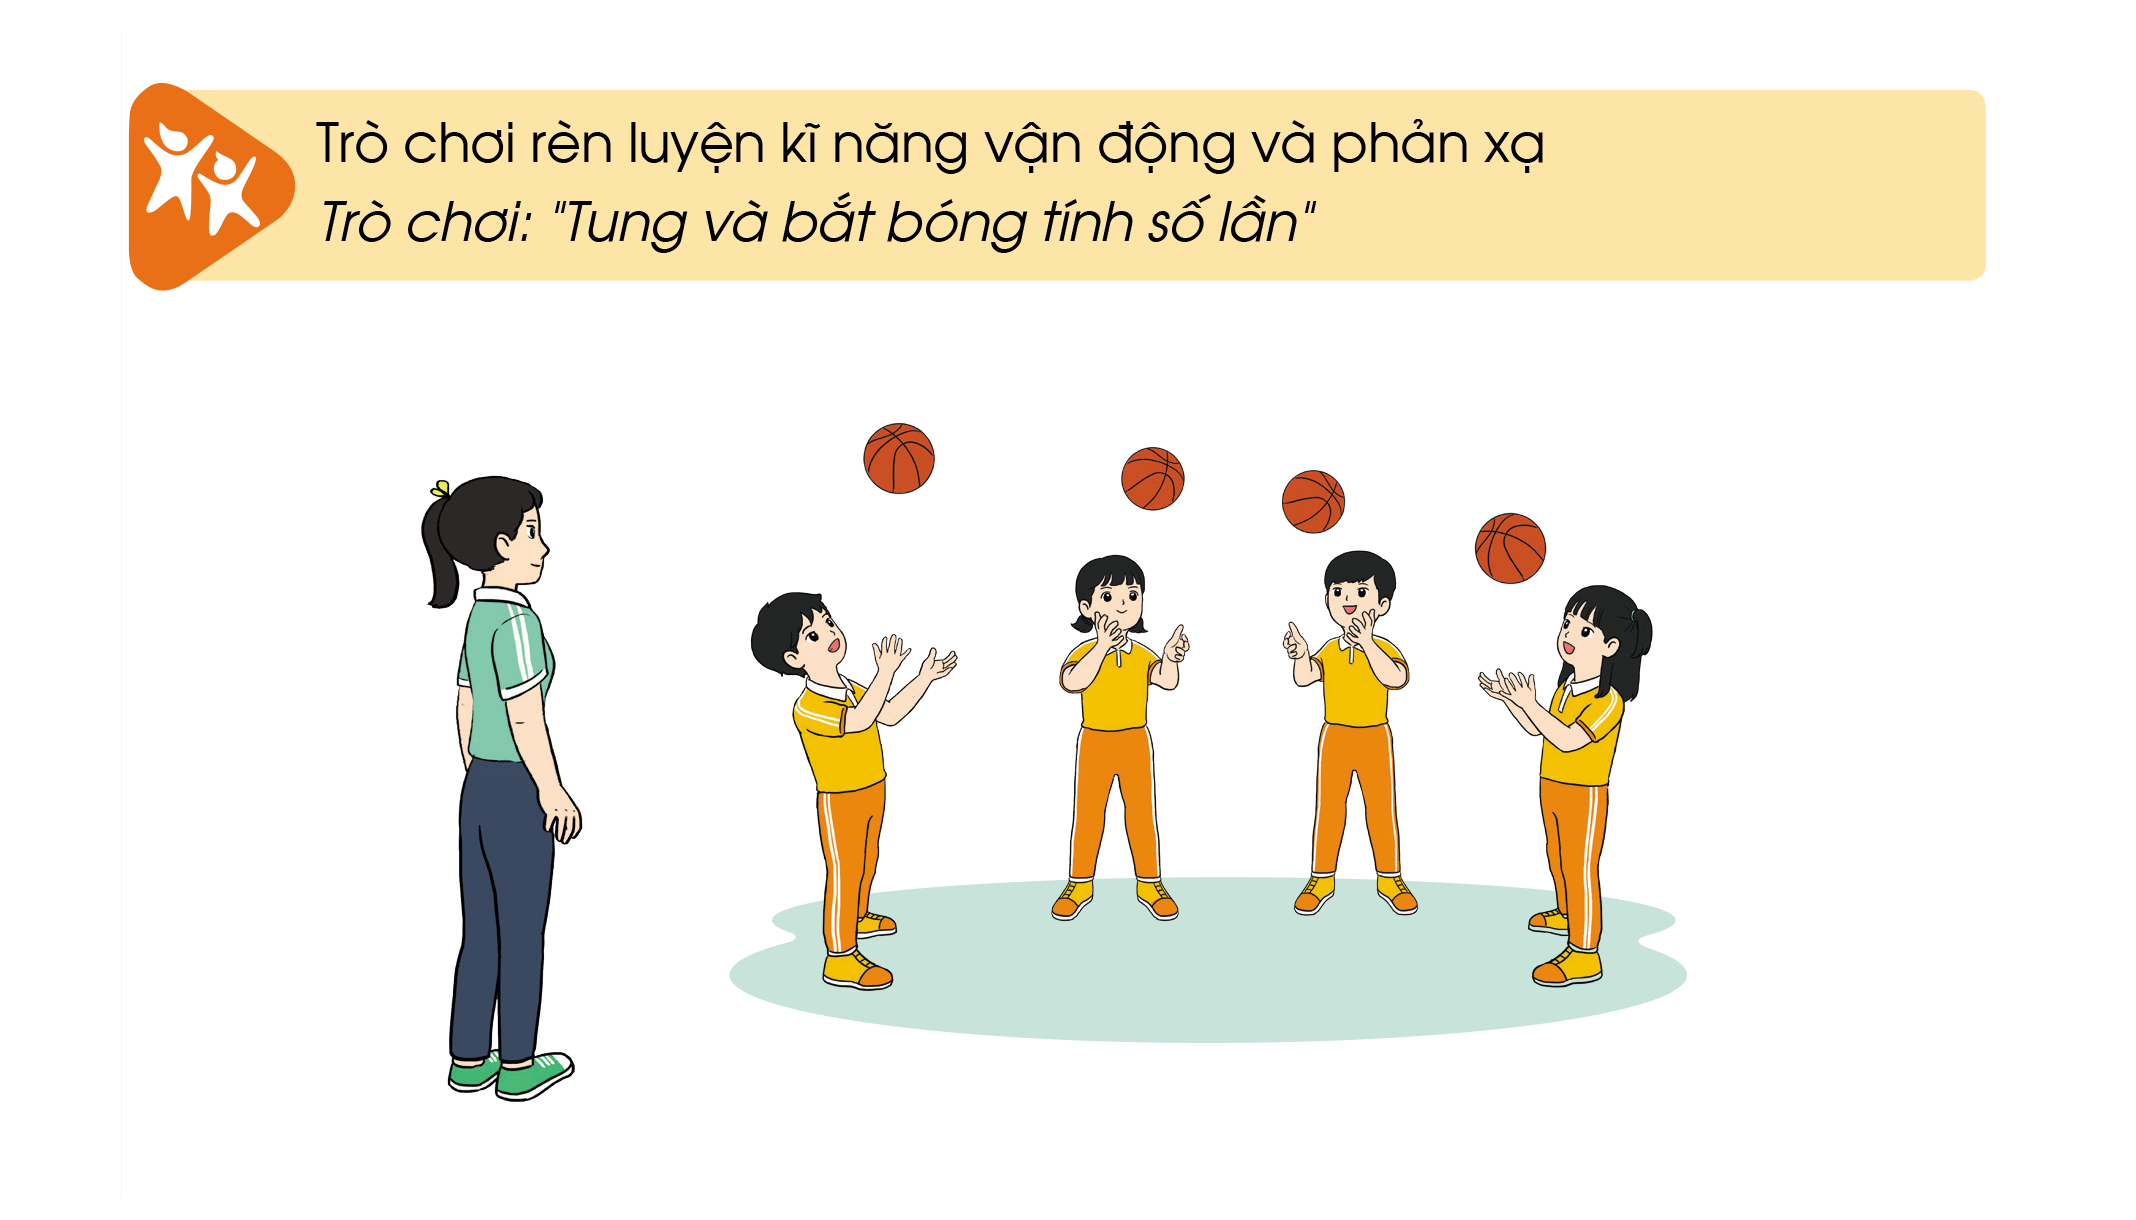 Trò chơi rèn luyện kĩ năng vận động và phản xạ
Trò chơi: "Tung và bắt bóng tính số lần"